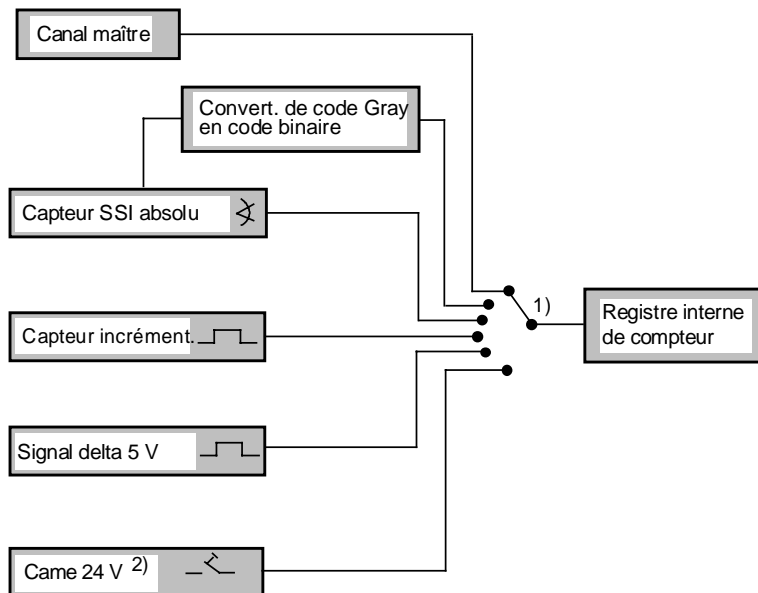 Canal maître
Convert. de code Gray
en code binaire
Capteur SSI absolu
1)
Registre interne
de compteur
Capteur incrément.
Signal delta 5 V
Came 24 V 2)